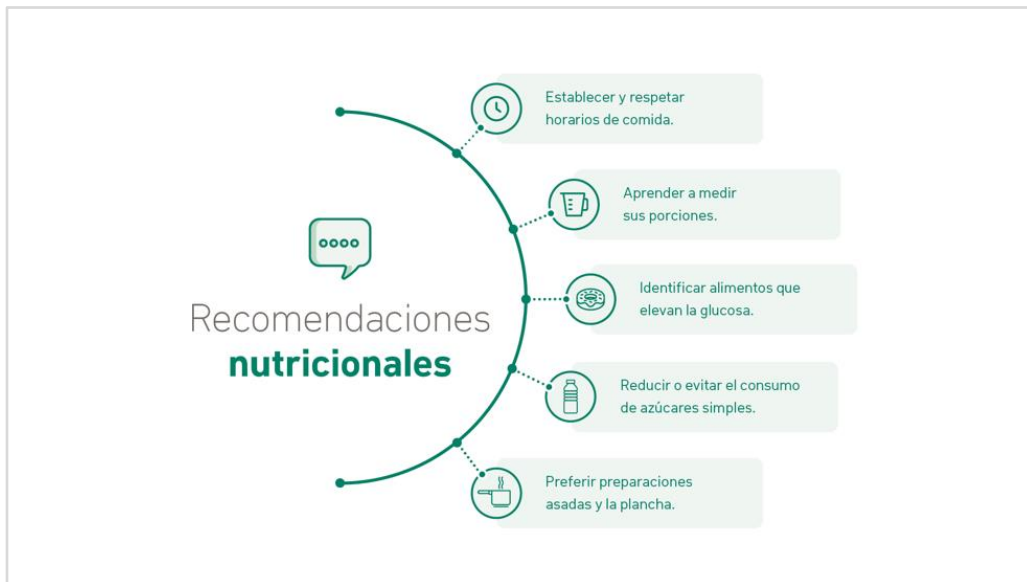 Recomendaciones
nutricionales
Establecer y respetar
horarios de comida.
Aprender a medir
sus porciones.
Identificar alimentos que
elevan la glucosa.
Reducir o evitar el consumo
de azúcares simples.
Preferir preparaciones
asadas y la plancha.